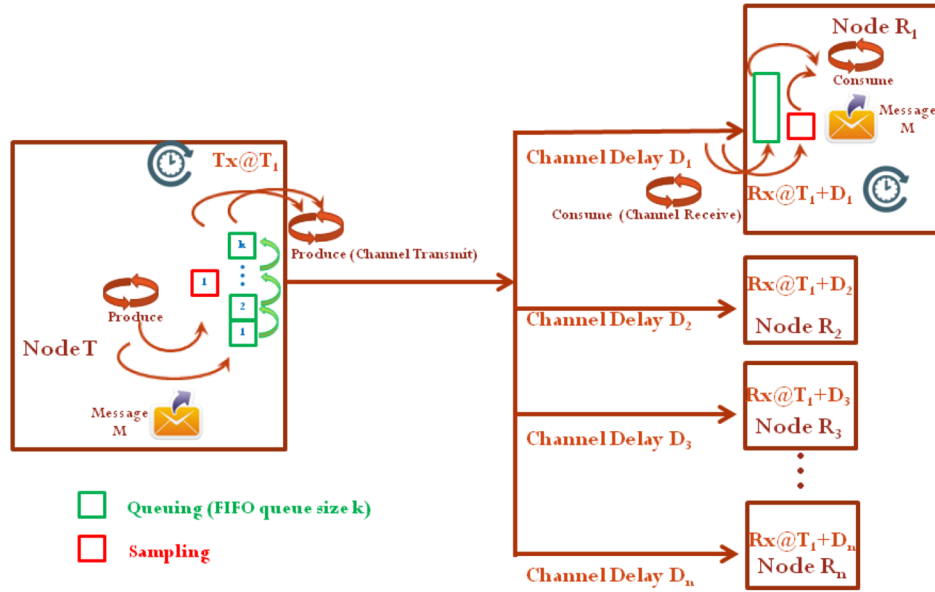 Node R₁
Consume
Message
M
Tx@T₁
Channel Delay D₁
Rx@T₁+D₁
Consume (Channel Receive)
k
Produce (Channel Transmit)
1
2
1
Produce
Node T
Message
M
Rx@T₁+D₂
Channel Delay D₂
Node R₂
Rx@T₁+D₃
Node R₃
Channel Delay D₃
Queuing (FIFO queue size k)
Sampling
Rx@T₁+Dₙ
Node Rₙ
Channel Delay Dₙ